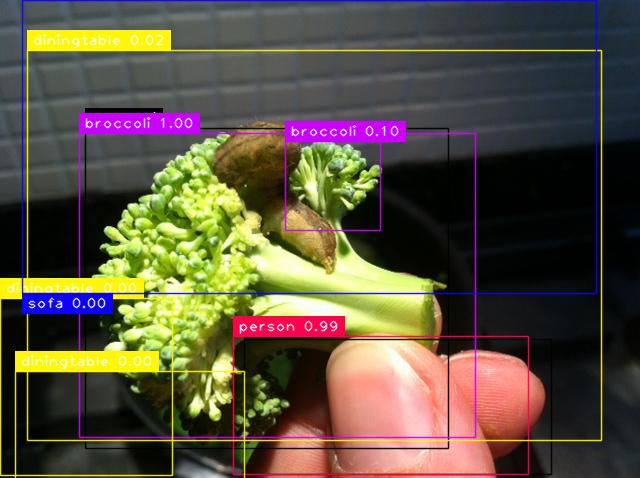 diningtable 0.02
broccoli 1.00
broccoli 0.10
diningtable 0.00
sofa 0.00
person 0.99
diningtable 0.00